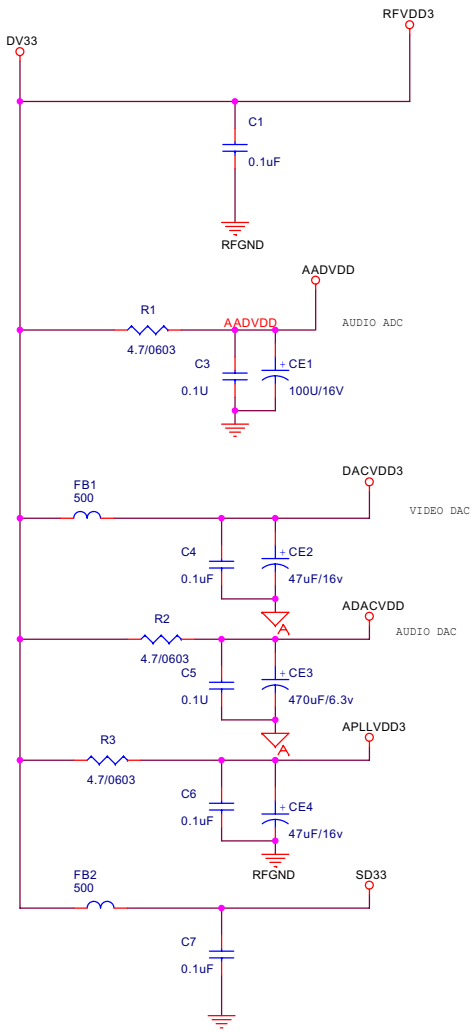 RFVDD3
DV33
C1
0.1uF
RFGND
AADVDD
R1
AADVDD
AUDIO ADC
4.7/0603
C3
+ CE1
0.1U
100U/16V
DACVDD3
FB1
500
VIDEO DAC
C4
+ CE2
0.1uF
47uF/16v
A
ADACVDD
R2
AUDIO DAC
4.7/0603
C5
+ CE3
0.1U
470uF/6.3v
A
APLLVDD3
R3
4.7/0603
C6
+ CE4
0.1uF
47uF/16v
RFGND
FB2
500
SD33
C7
0.1uF